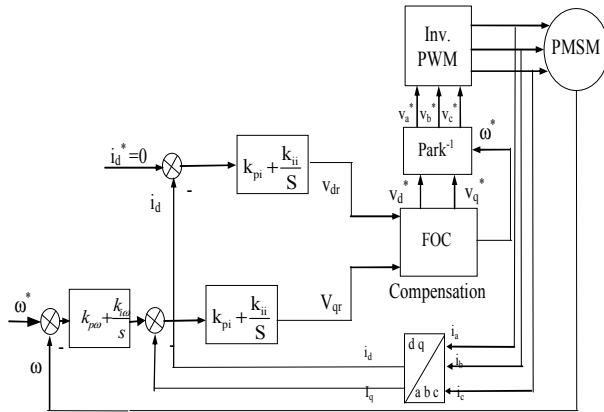 Inv.
PWM
PMSM
v_a^* v_b^* v_c^*
ω^*
Park^-1
i_d^*=0
-
k_pi + k_ii/S
v_dr
i_d
v_d^* v_q^*
FOC
Compensation
ω^*
k_pω + k_iω/s
-
ω
-
k_pi + k_ii/S
V_qr
i_d
I_q
d q
a b c
i_a
i_b
i_c